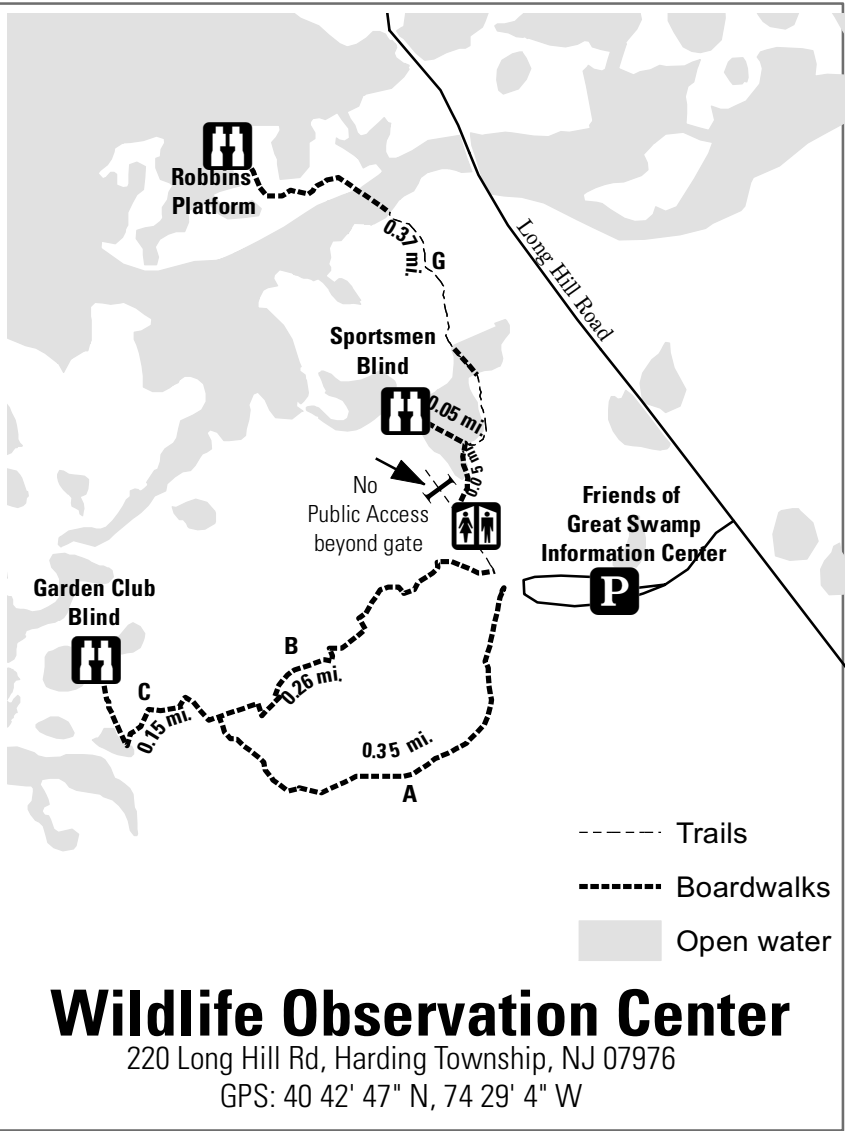 Robbins
Platform
0.37 mi.
G
Long Hill Road
Sportsmen
Blind
0.05 mi.
0.05 mi.
No
Public Access
beyond gate
Friends of
Great Swamp
Information Center
P
Garden Club
Blind
B
0.26 mi.
C
0.15 mi.
0.35 mi.
A
Trails
Boardwalks
Open water
Wildlife Observation Center
220 Long Hill Rd, Harding Township, NJ 07976
GPS: 40 42' 47" N, 74 29' 4" W